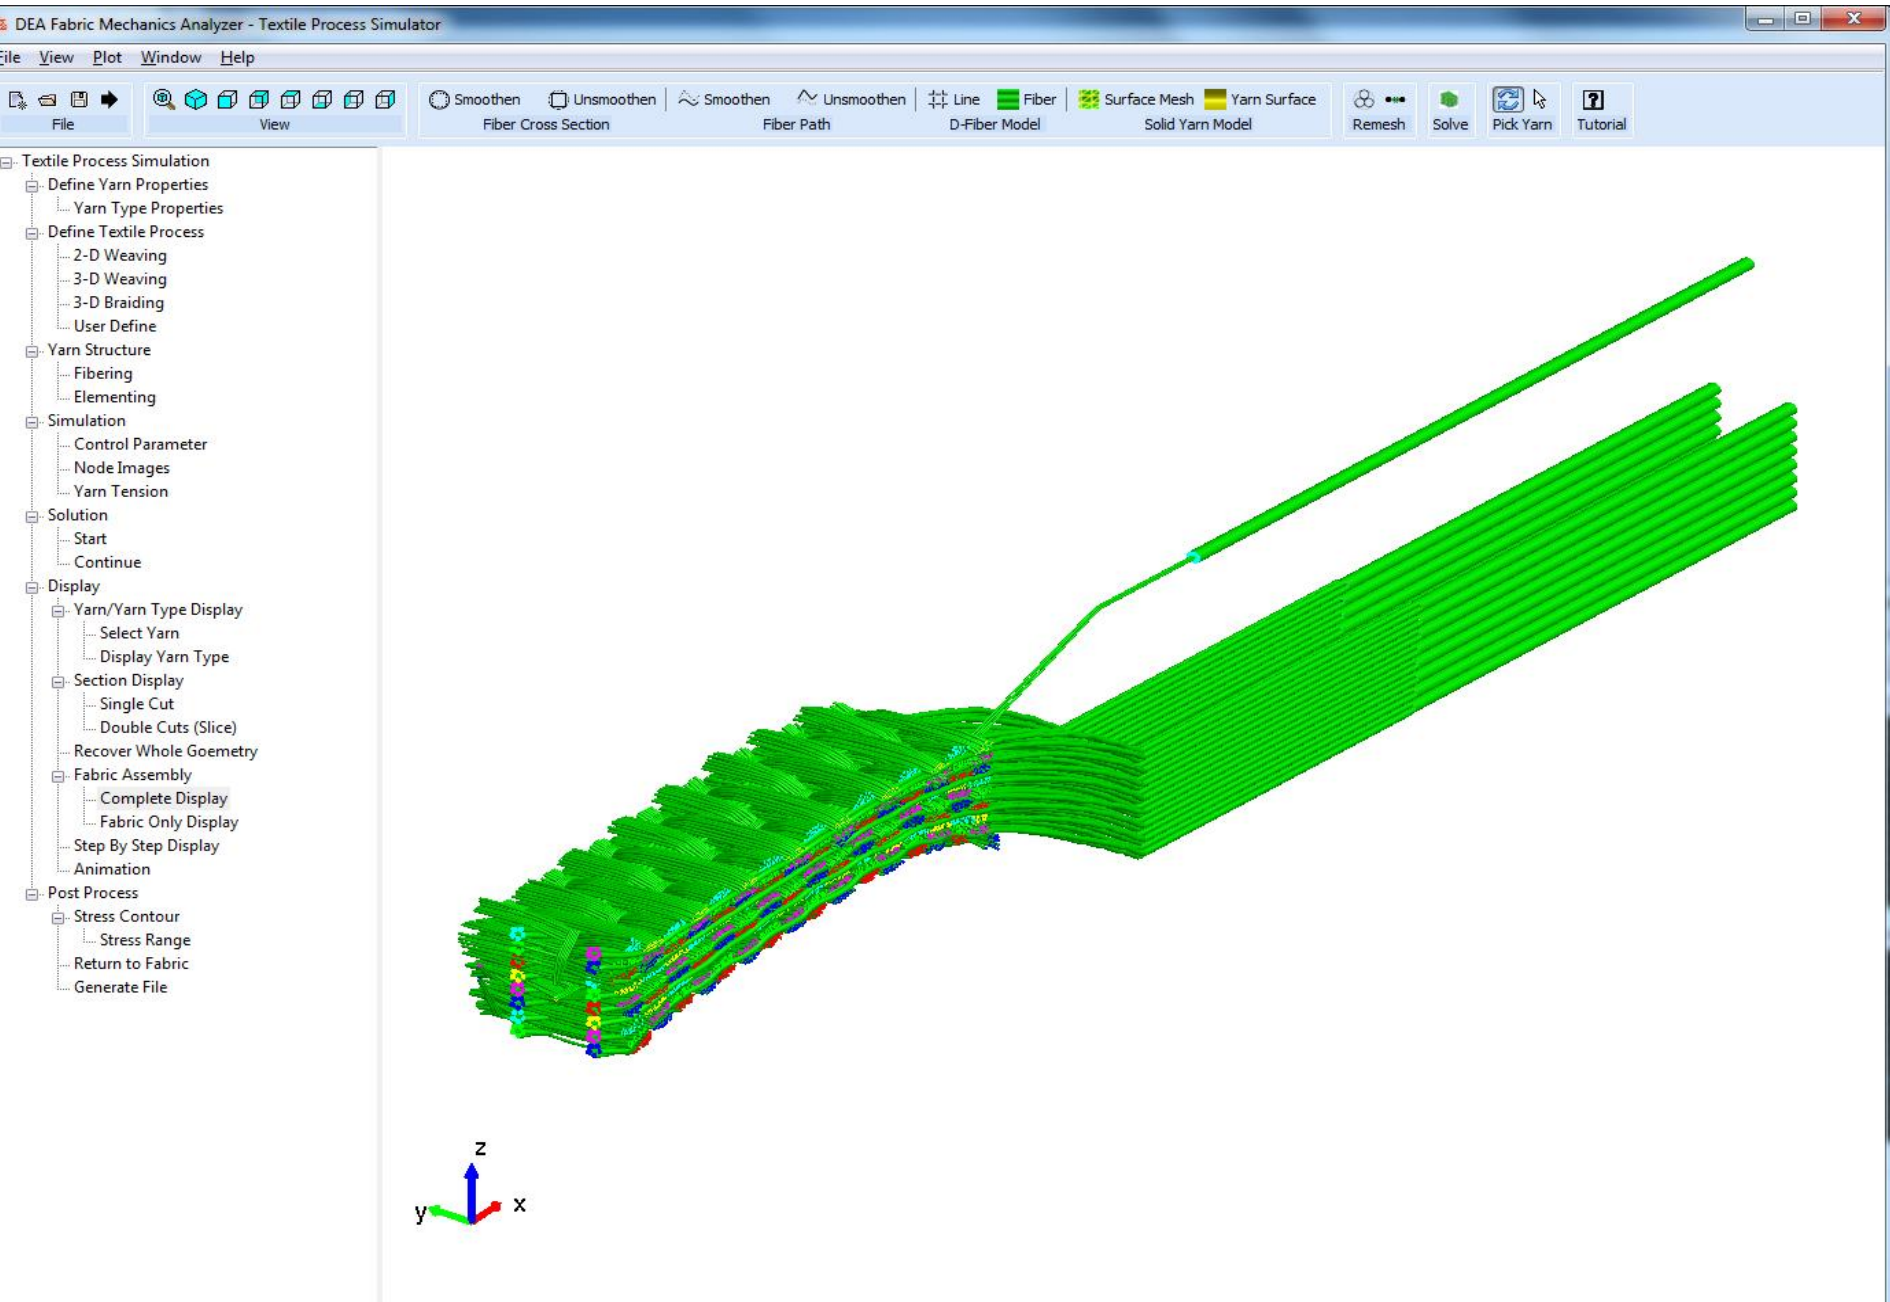 DEA Fabric Mechanics Analyzer - Textile Process Simulator
File View Plot Window Help
Smoothen Unsmoothen Smoothen Unsmoothen Line Fiber Surface Mesh Yarn Surface
File View Fiber Cross Section Fiber Path D-Fiber Model Solid Yarn Model Remesh Solve Pick Yarn Tutorial
Textile Process Simulation
Define Yarn Properties
Yarn Type Properties
Define Textile Process
2-D Weaving
3-D Weaving
3-D Braiding
User Define
Yarn Structure
Fibering
Elementing
Simulation
Control Parameter
Node Images
Yarn Tension
Solution
Start
Continue
Display
Yarn/Yarn Type Display
Select Yarn
Display Yarn Type
Section Display
Single Cut
Double Cuts (Slice)
Recover Whole Goemetry
Fabric Assembly
Complete Display
Fabric Only Display
Step By Step Display
Animation
Post Process
Stress Contour
Stress Range
Return to Fabric
Generate File
z
y x